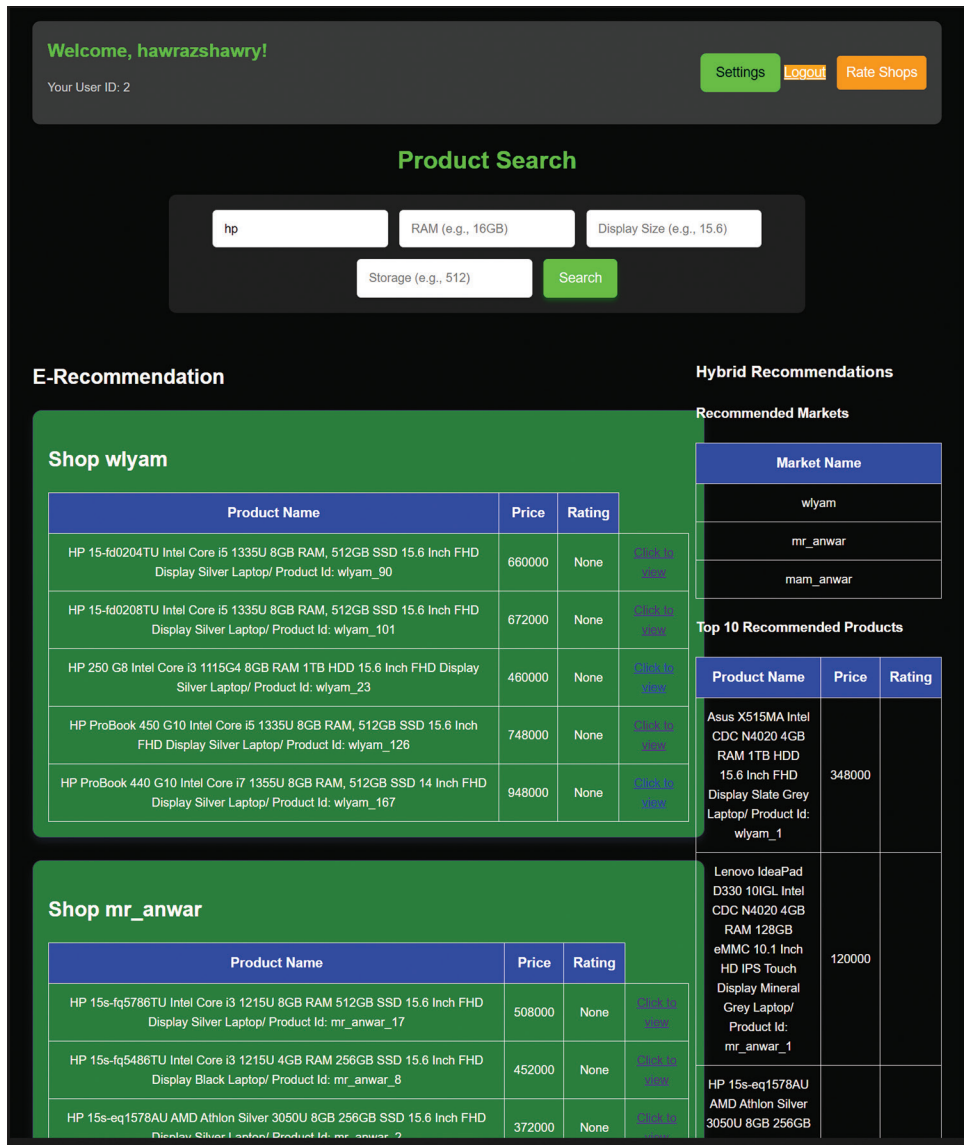 Welcome, hawrazshawry!
Your User ID: 2
Settings
Logout
Rate Shops
Product Search
hp
RAM (e.g., 16GB)
Display Size (e.g., 15.6)
Storage (e.g., 512)
Search
E-Recommendation
Shop wlyam
Product Name Price Rating
HP 15-fd0204TU Intel Core i5 1335U 8GB RAM, 512GB SSD 15.6 Inch FHD
Display Silver Laptop/ Product Id: wlyam_90
660000 None
Click to
view
HP 15-fd0208TU Intel Core i5 1335U 8GB RAM, 512GB SSD 15.6 Inch FHD
Display Silver Laptop/ Product Id: wlyam_101
672000 None
Click to
view
HP 250 G8 Intel Core i3 1115G4 8GB RAM 1TB HDD 15.6 Inch FHD Display
Silver Laptop/ Product Id: wlyam_23
460000 None
Click to
view
HP ProBook 450 G10 Intel Core i5 1335U 8GB RAM, 512GB SSD 15.6 Inch
FHD Display Silver Laptop/ Product Id: wlyam_126
748000 None
Click to
view
HP ProBook 440 G10 Intel Core i7 1355U 8GB RAM, 512GB SSD 14 Inch FHD
Display Silver Laptop/ Product Id: wlyam_167
948000 None
Click to
view
Shop mr_anwar
Product Name Price Rating
HP 15s-fq5786TU Intel Core i3 1215U 8GB RAM 512GB SSD 15.6 Inch FHD
Display Silver Laptop/ Product Id: mr_anwar_17
508000 None
Click to
view
HP 15s-fq5486TU Intel Core i3 1215U 4GB RAM 256GB SSD 15.6 Inch FHD
Display Black Laptop/ Product Id: mr_anwar_8
452000 None
Click to
view
HP 15s-eq1578AU AMD Athlon Silver 3050U 8GB 256GB SSD 15.6 Inch FHD
Display Silver Laptop/ Product Id: mr_anwar_2
372000 None
Click to
view
Hybrid Recommendations
Recommended Markets
Market Name
wlyam
mr_anwar
mam_anwar
Top 10 Recommended Products
Product Name Price Rating
Asus X515MA Intel
CDC N4020 4GB
RAM 1TB HDD
15.6 Inch FHD
Display Slate Grey
Laptop/ Product Id:
wlyam_1
348000
Lenovo IdeaPad
D330 10IGL Intel
CDC N4020 4GB
RAM 128GB
eMMC 10.1 Inch
HD IPS Touch
Display Mineral
Grey Laptop/
Product Id:
mr_anwar_1
120000
HP 15s-eq1578AU
AMD Athlon Silver
3050U 8GB 256GB